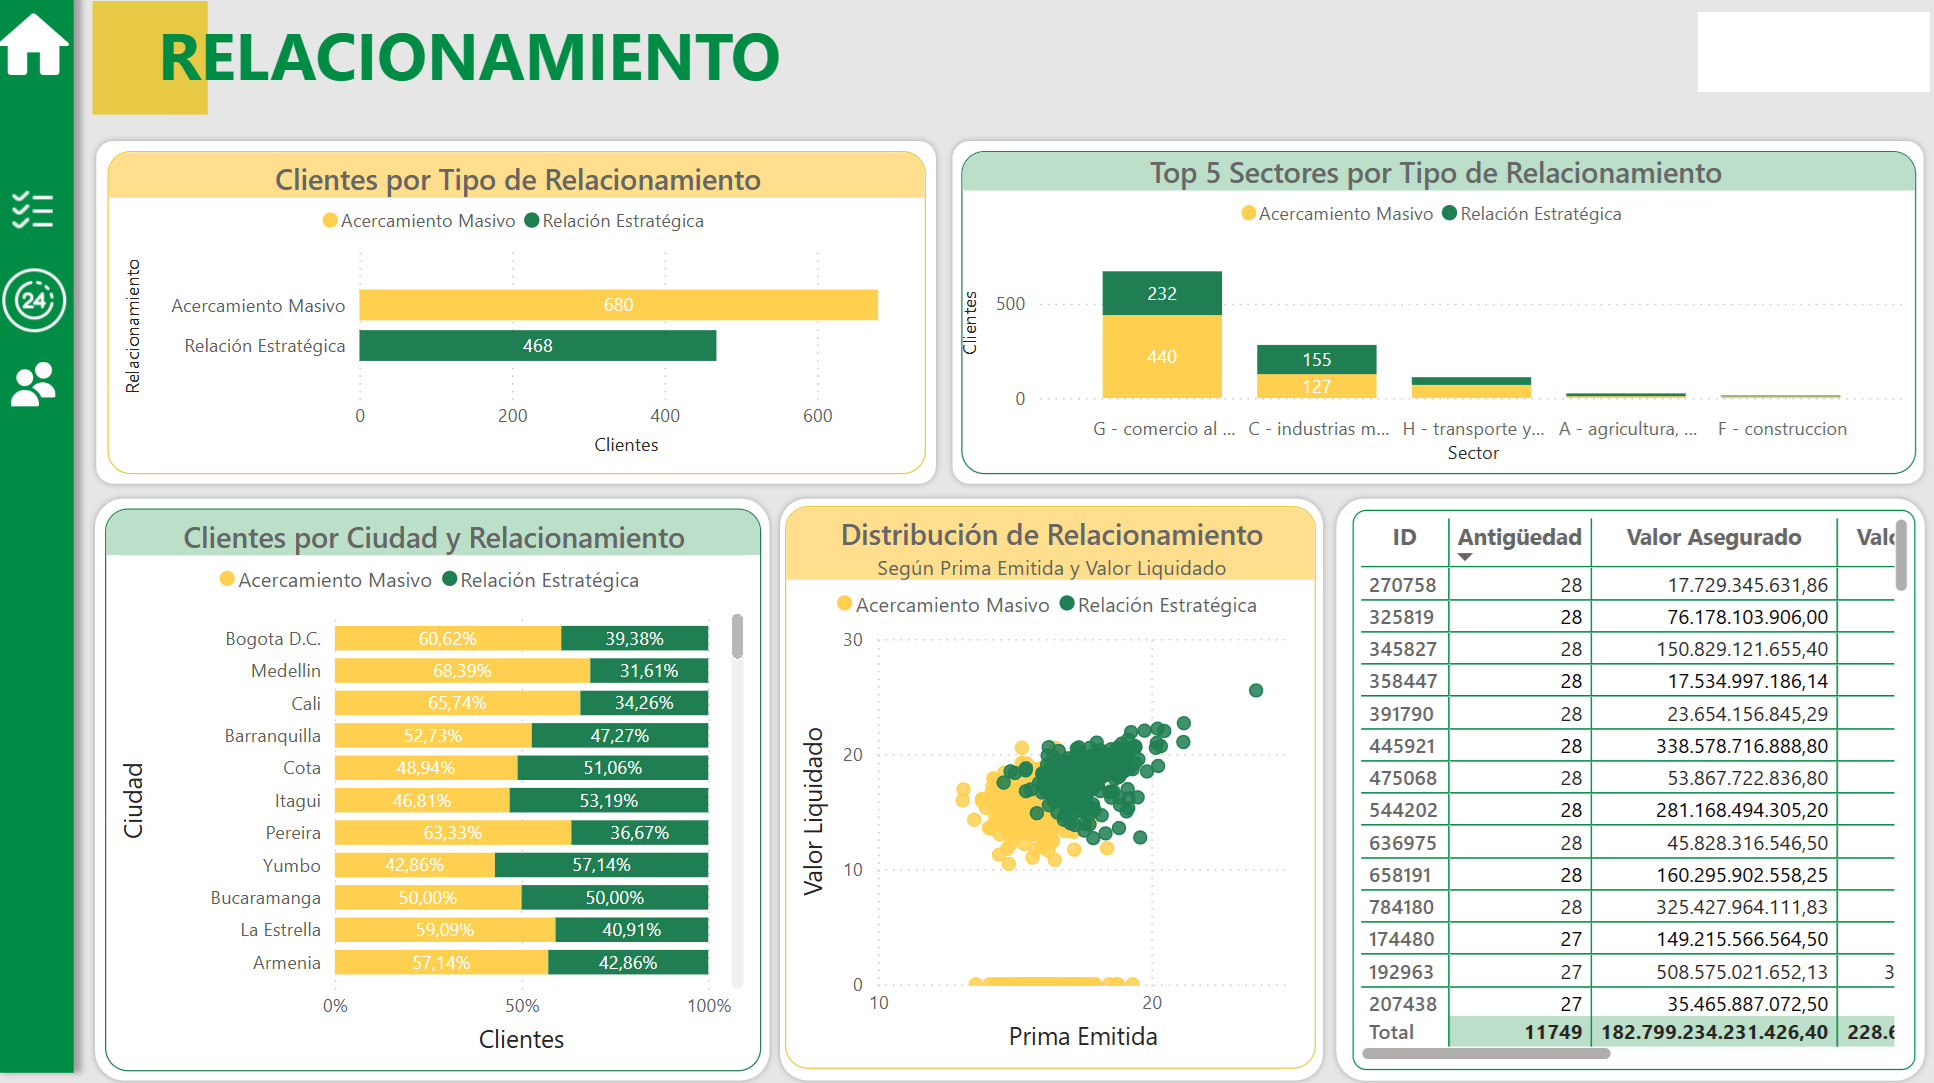 RELACIONAMIENTO
24
Clientes por Tipo de Relacionamiento
Acercamiento Masivo Relación Estratégica
Relacionamiento
Acercamiento Masivo 680
Relación Estratégica 468
0 200 400 600
Clientes
Top 5 Sectores por Tipo de Relacionamiento
Acercamiento Masivo Relación Estratégica
Clientes
500
0
232
440
155
127
G - comercio al ... C - industrias m... H - transporte y... A - agricultura, ... F - construccion
Sector
Clientes por Ciudad y Relacionamiento
Acercamiento Masivo Relación Estratégica
Ciudad
Bogota D.C. 60,62% 39,38%
Medellin 68,39% 31,61%
Cali 65,74% 34,26%
Barranquilla 52,73% 47,27%
Cota 48,94% 51,06%
Itagui 46,81% 53,19%
Pereira 63,33% 36,67%
Yumbo 42,86% 57,14%
Bucaramanga 50,00% 50,00%
La Estrella 59,09% 40,91%
Armenia 57,14% 42,86%
0% 50% 100%
Clientes
Distribución de Relacionamiento
Según Prima Emitida y Valor Liquidado
Acercamiento Masivo Relación Estratégica
Valor Liquidado
30
20
10
0
10 20
Prima Emitida
ID Antigüedad Valor Asegurado Valo
270758 28 17.729.345.631,86
325819 28 76.178.103.906,00
345827 28 150.829.121.655,40
358447 28 17.534.997.186,14
391790 28 23.654.156.845,29
445921 28 338.578.716.888,80
475068 28 53.867.722.836,80
544202 28 281.168.494.305,20
636975 28 45.828.316.546,50
658191 28 160.295.902.558,25
784180 28 325.427.964.111,83
174480 27 149.215.566.564,50
192963 27 508.575.021.652,13 3
207438 27 35.465.887.072,50
Total 11749 182.799.234.231.426,40 228.6